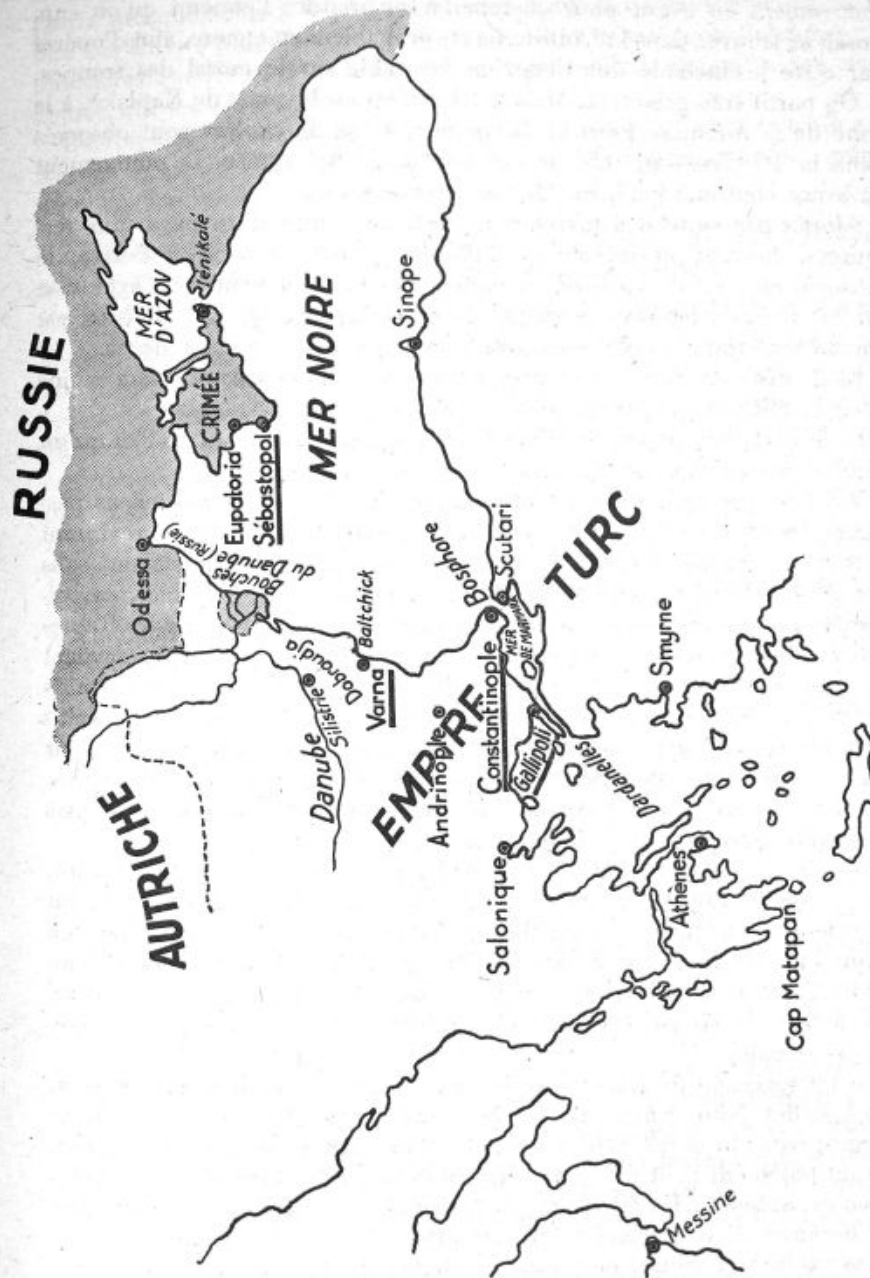 RUSSIE
MER
D'AZOV
Iénikalé
CRIMÉE
Eupatoria
Sébastopol
MER NOIRE
Odessa
Bouches
du Danube (Russie)
Sinope
AUTRICHE
Danube
Silistrie
Dobroudja
Baltchick
Varna
Bosphore
Scutari
EMPIRE
TURC
Andrinople
Constantinople
MER
DE MARMARA
Gallipoli
Dardanelles
Salonique
Smyrne
Athènes
Cap Matapan
Messine